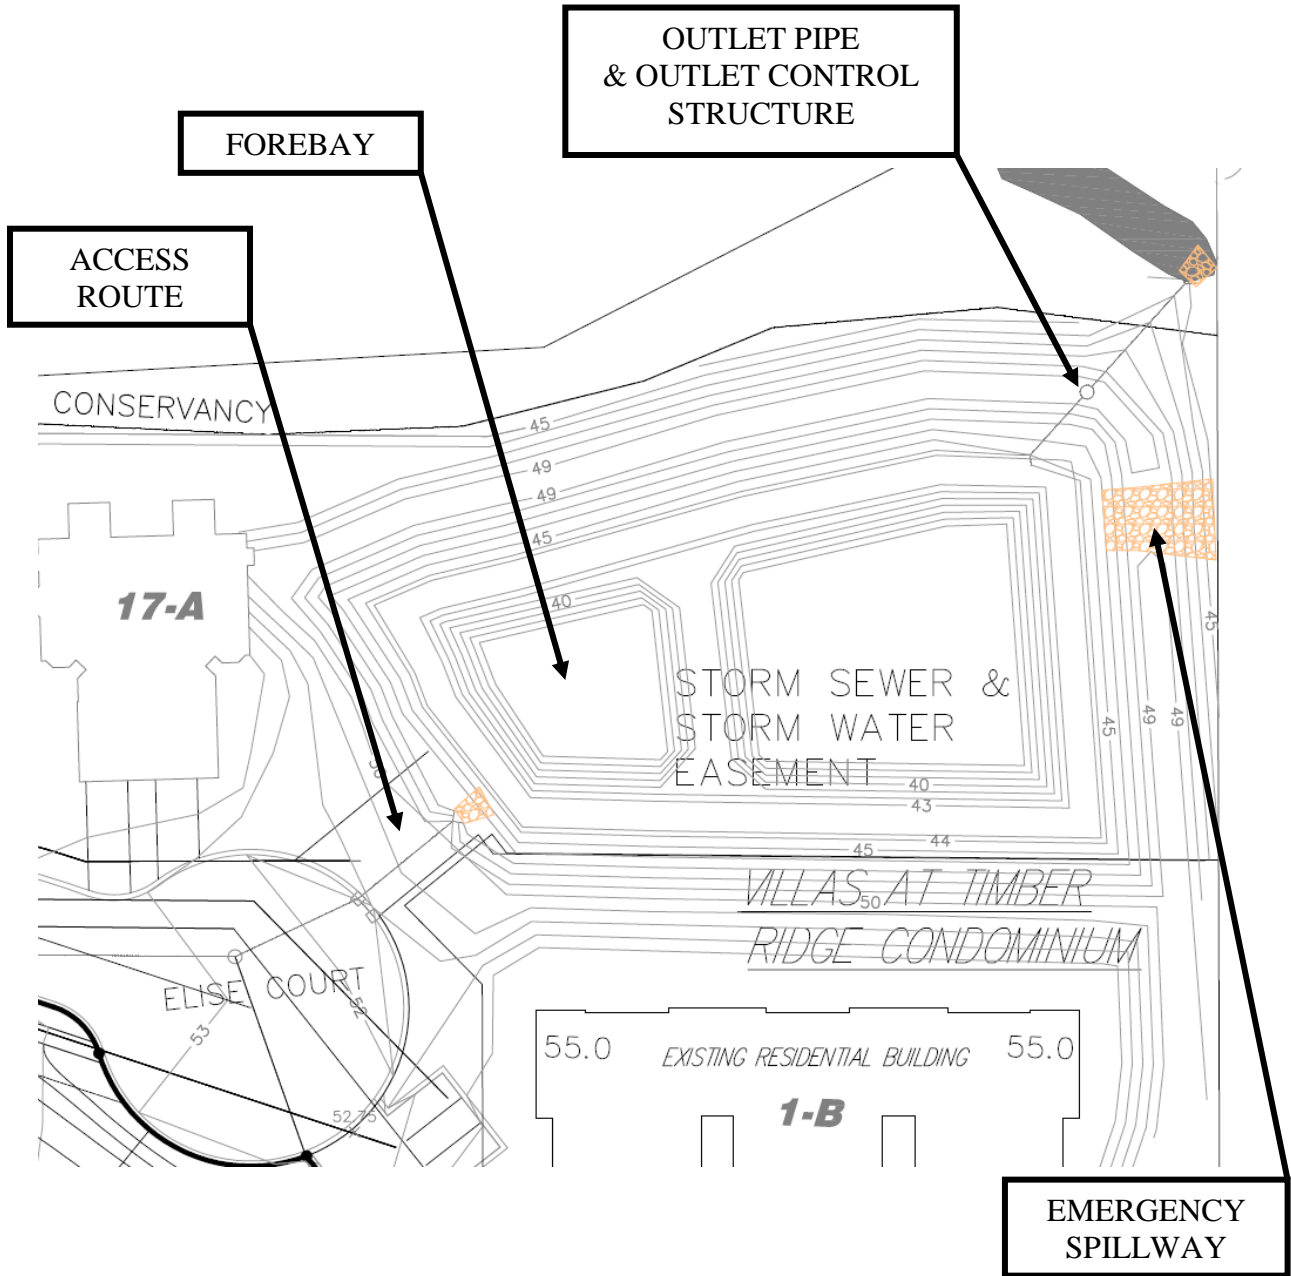 OUTLET PIPE
& OUTLET CONTROL
STRUCTURE
FOREBAY
ACCESS
ROUTE
CONSERVANCY
45
49
49
45
17-A
40
STORM SEWER &
STORM WATER
EASEMENT
45
49
49
45
50
40
43
44
45
VILLAS AT TIMBER
50
RIDGE CONDOMINIUM
ELISE COURT
52
53
55.0
EXISTING RESIDENTIAL BUILDING
55.0
1-B
52.75
EMERGENCY
SPILLWAY